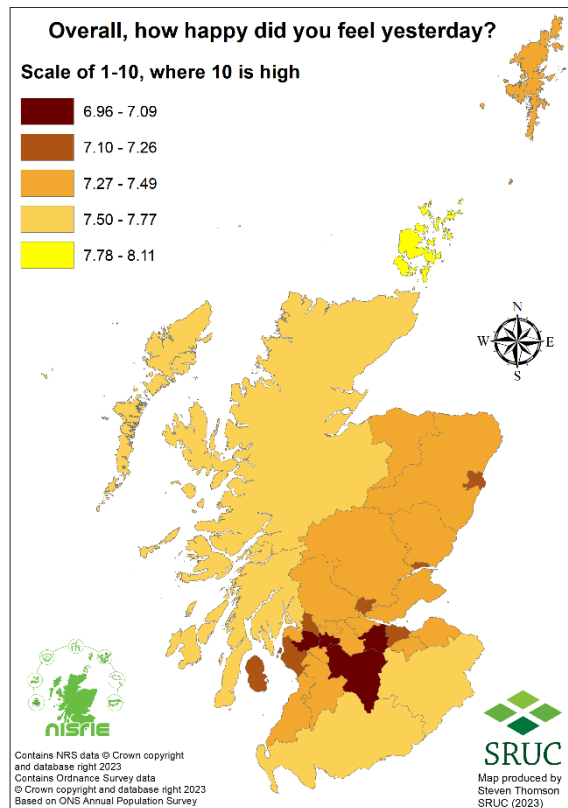 Overall, how happy did you feel yesterday?
Scale of 1-10, where 10 is high
6.96 - 7.09
7.10 - 7.26
7.27 - 7.49
7.50 - 7.77
7.78 - 8.11
N
W E
S
NISFIE
Contains NRS data © Crown copyright
and database right 2023
Contains Ordnance Survey data
© Crown copyright and database right 2023
Based on ONS Annual Population Survey
SRUC
Map produced by
Steven Thomson
SRUC (2023)